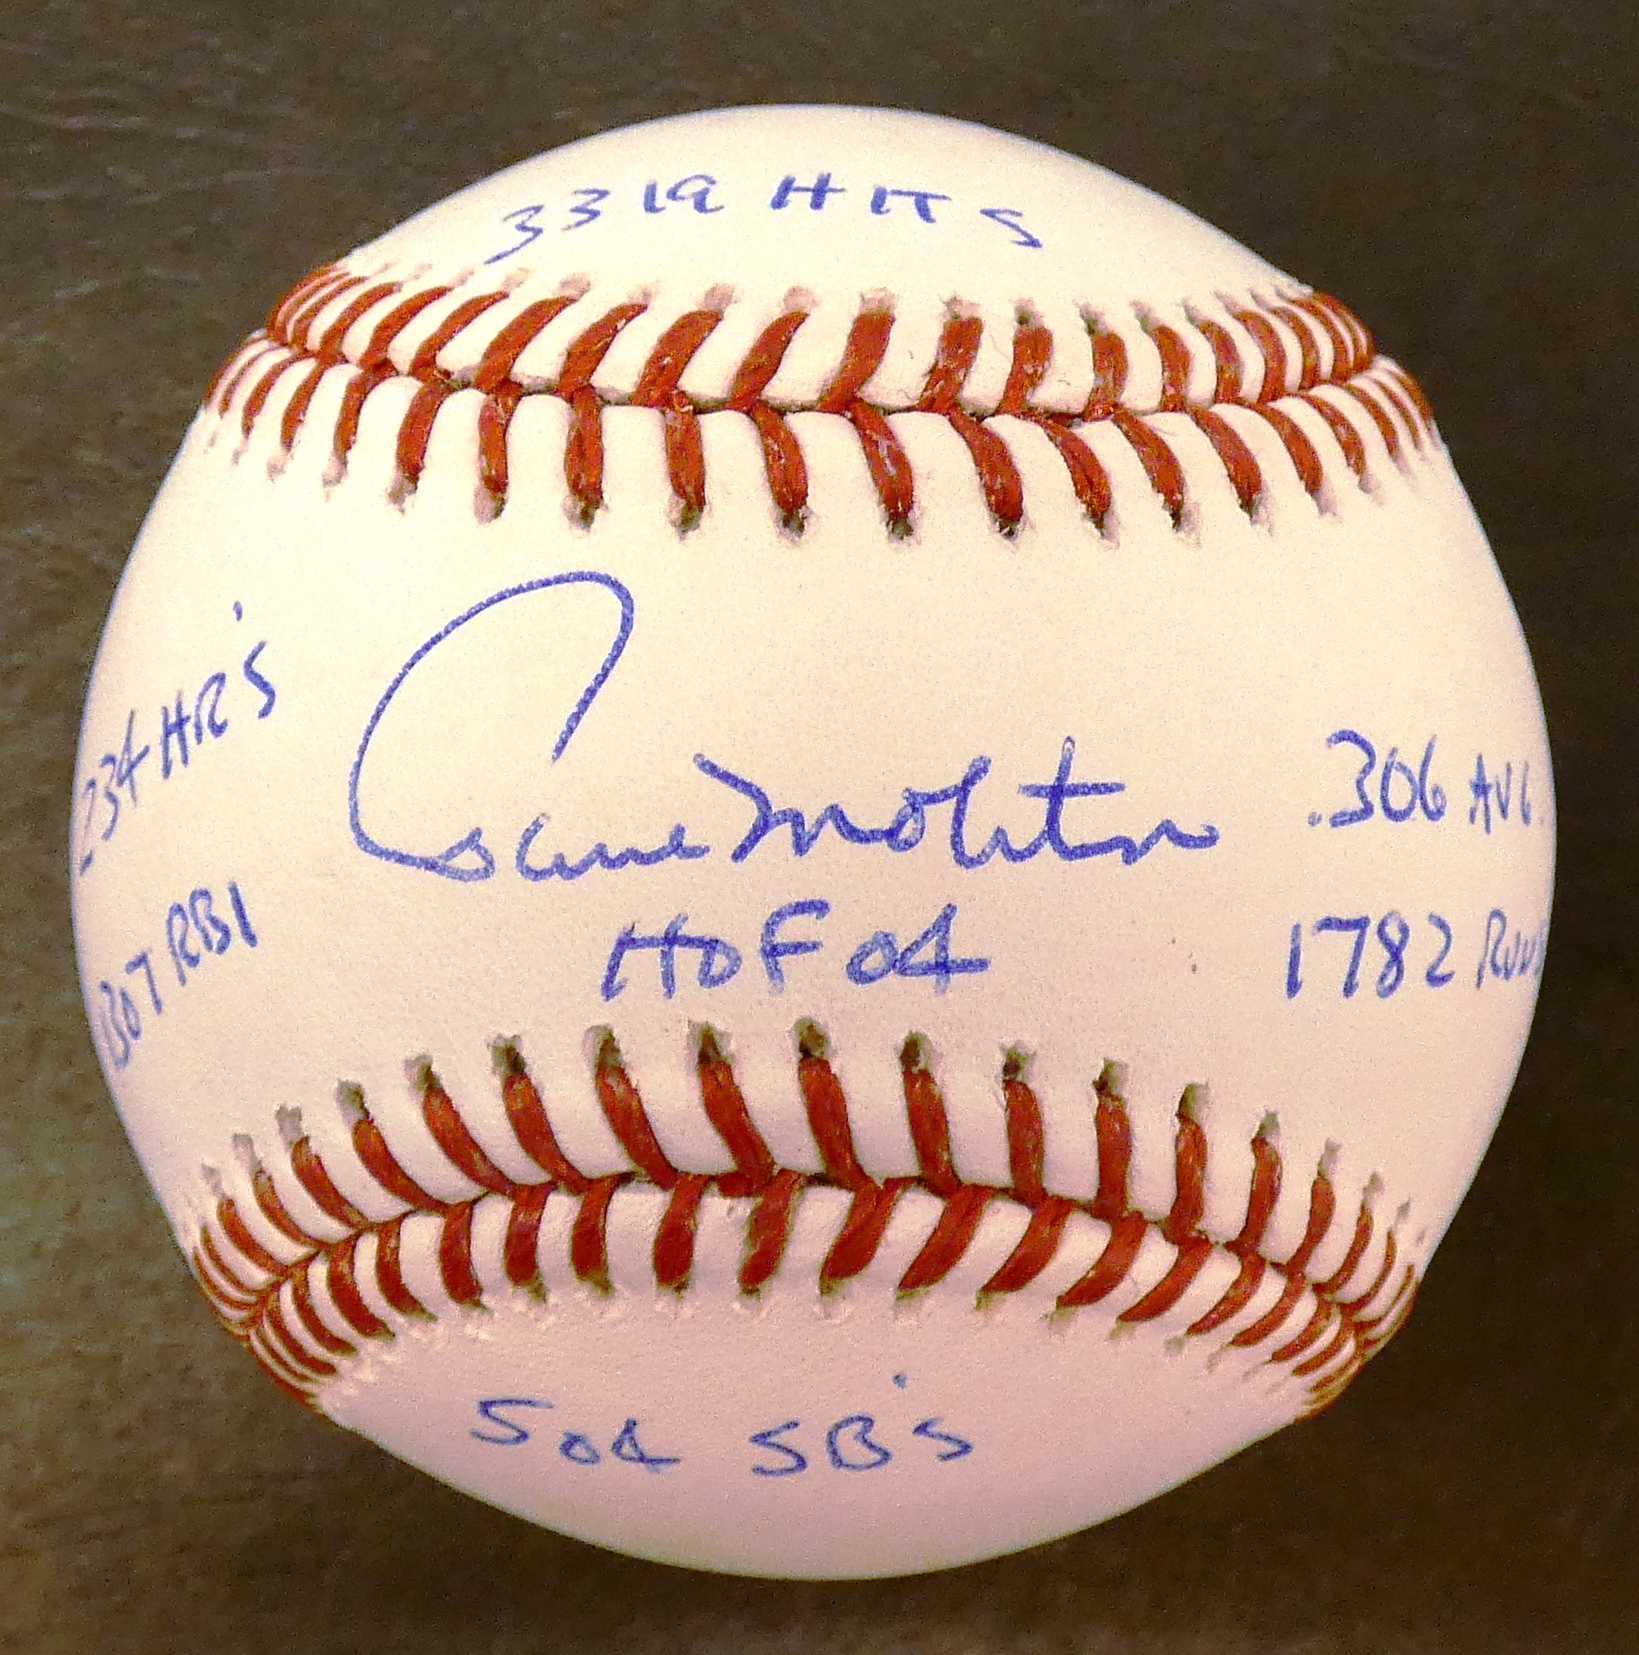 3319 HITS
234 HR'S
Paul Molitor
.306 AVG.
HOF 04
1307 RBI
1782 RUNS
504 SB'S